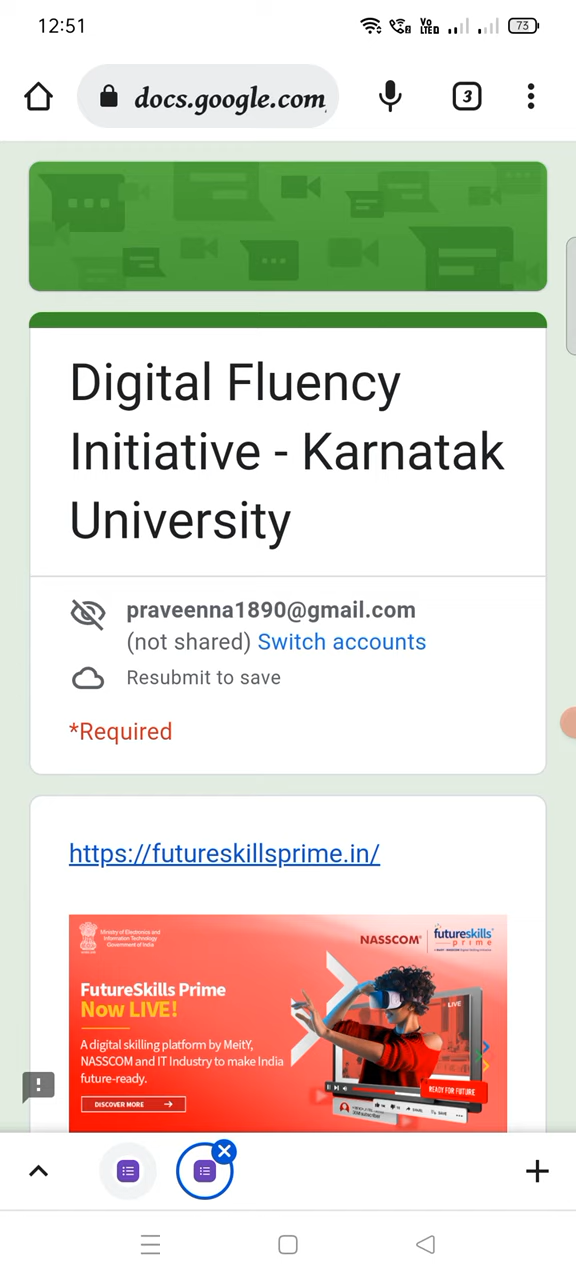 12:51
Vo
LTE
73
docs.google.com
3
Digital Fluency
Initiative - Karnatak
University
praveenna1890@gmail.com
(not shared) Switch accounts
Resubmit to save
*Required
https://futureskillsprime.in/
Ministry of Electronics and
Information Technology
Government of India
NASSCOM
futureskills
prime
FutureSkills Prime
Now LIVE!
LIVE
A digital skilling platform by MeitY,
NASSCOM and IT Industry to make India
future-ready.
READY FOR FUTURE
DISCOVER MORE